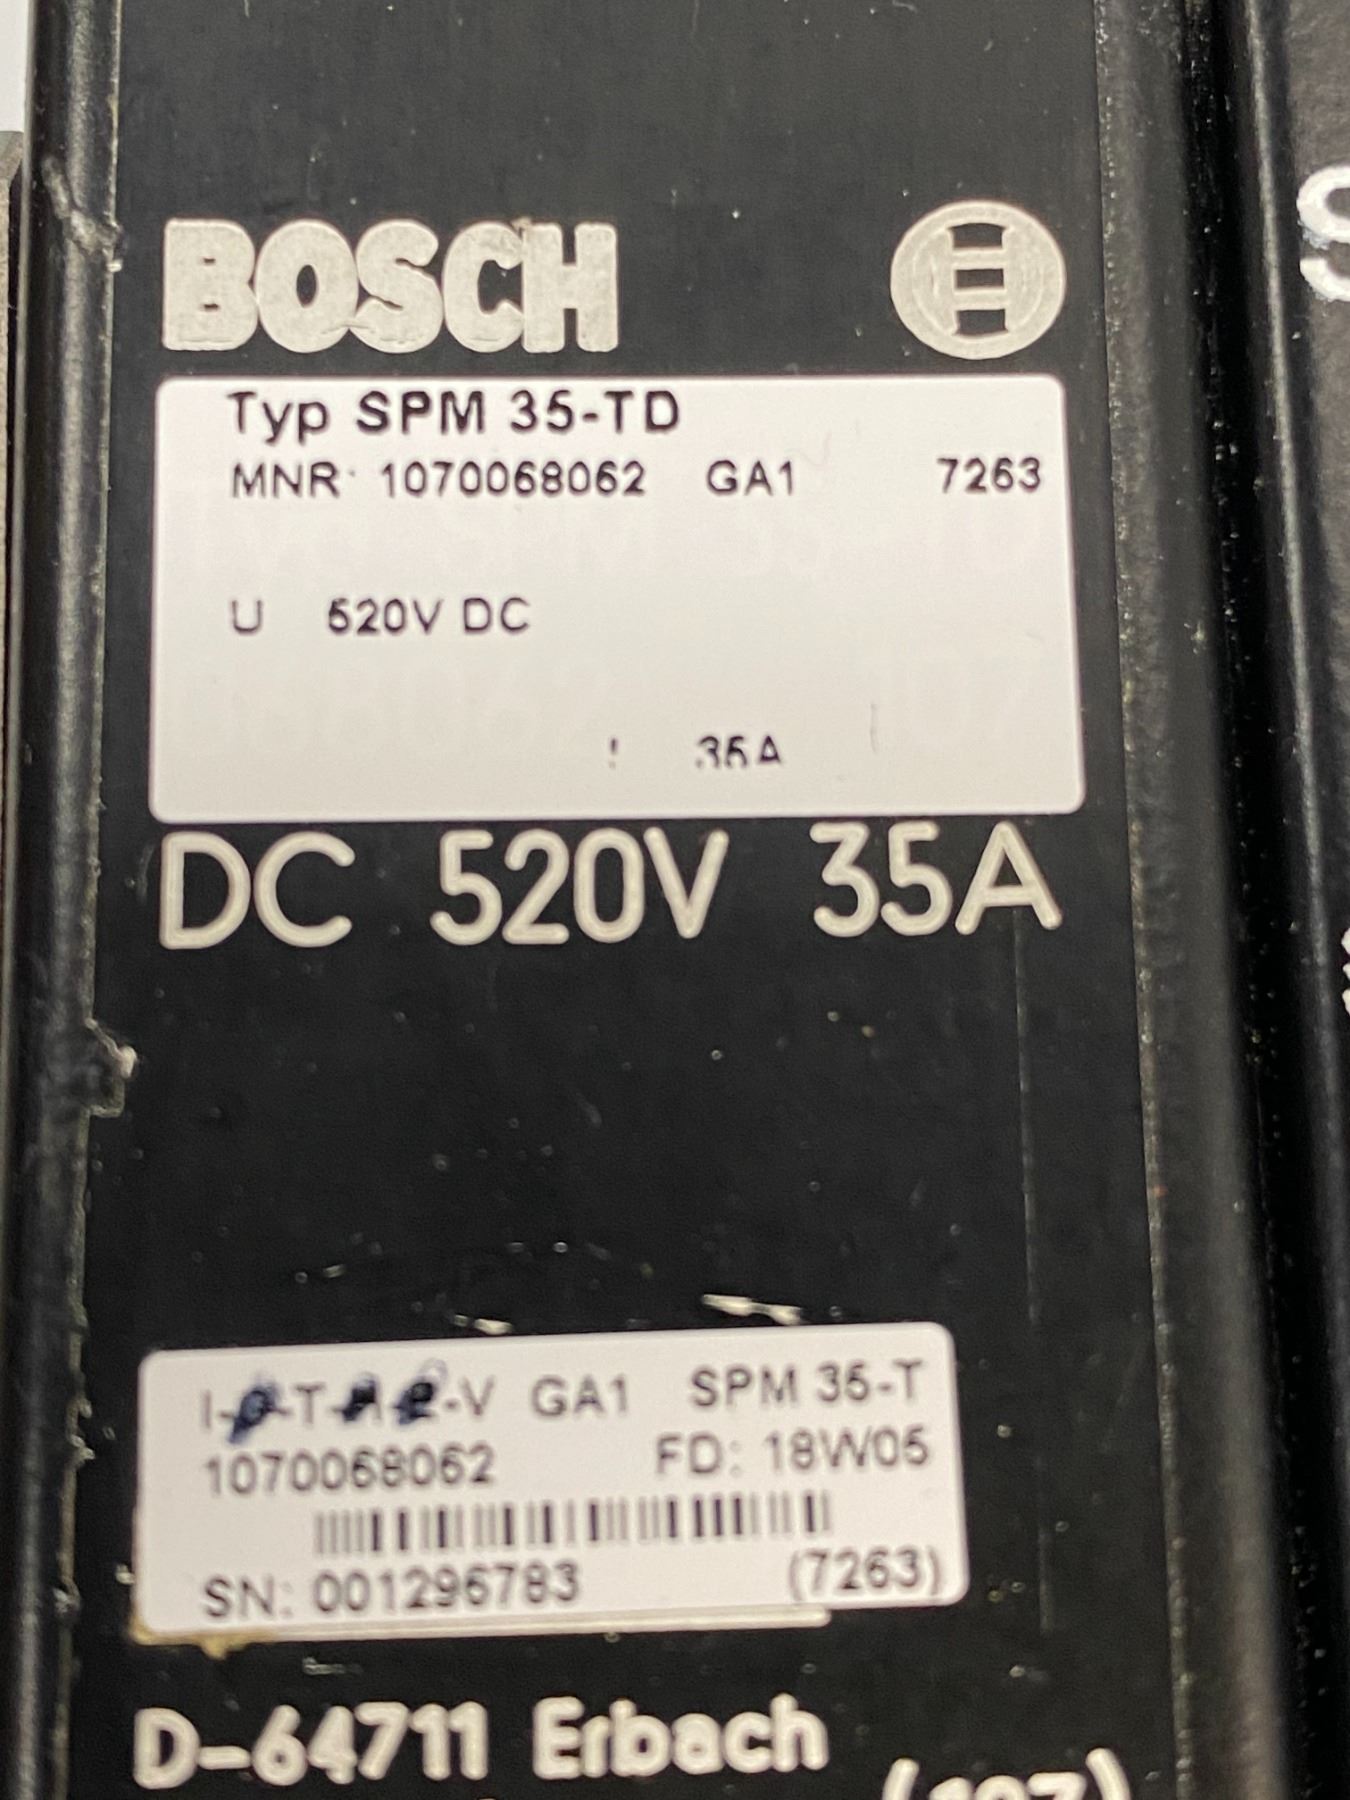 BOSCH
Typ SPM 35-TD
MNR: 1070068062 GA1 7263
U 520V DC
35A
DC 520V 35A
GA1 SPM 35-T
1070068062 FD: 18W05
SN: 001296783 (7263)
D-64711 Erbach